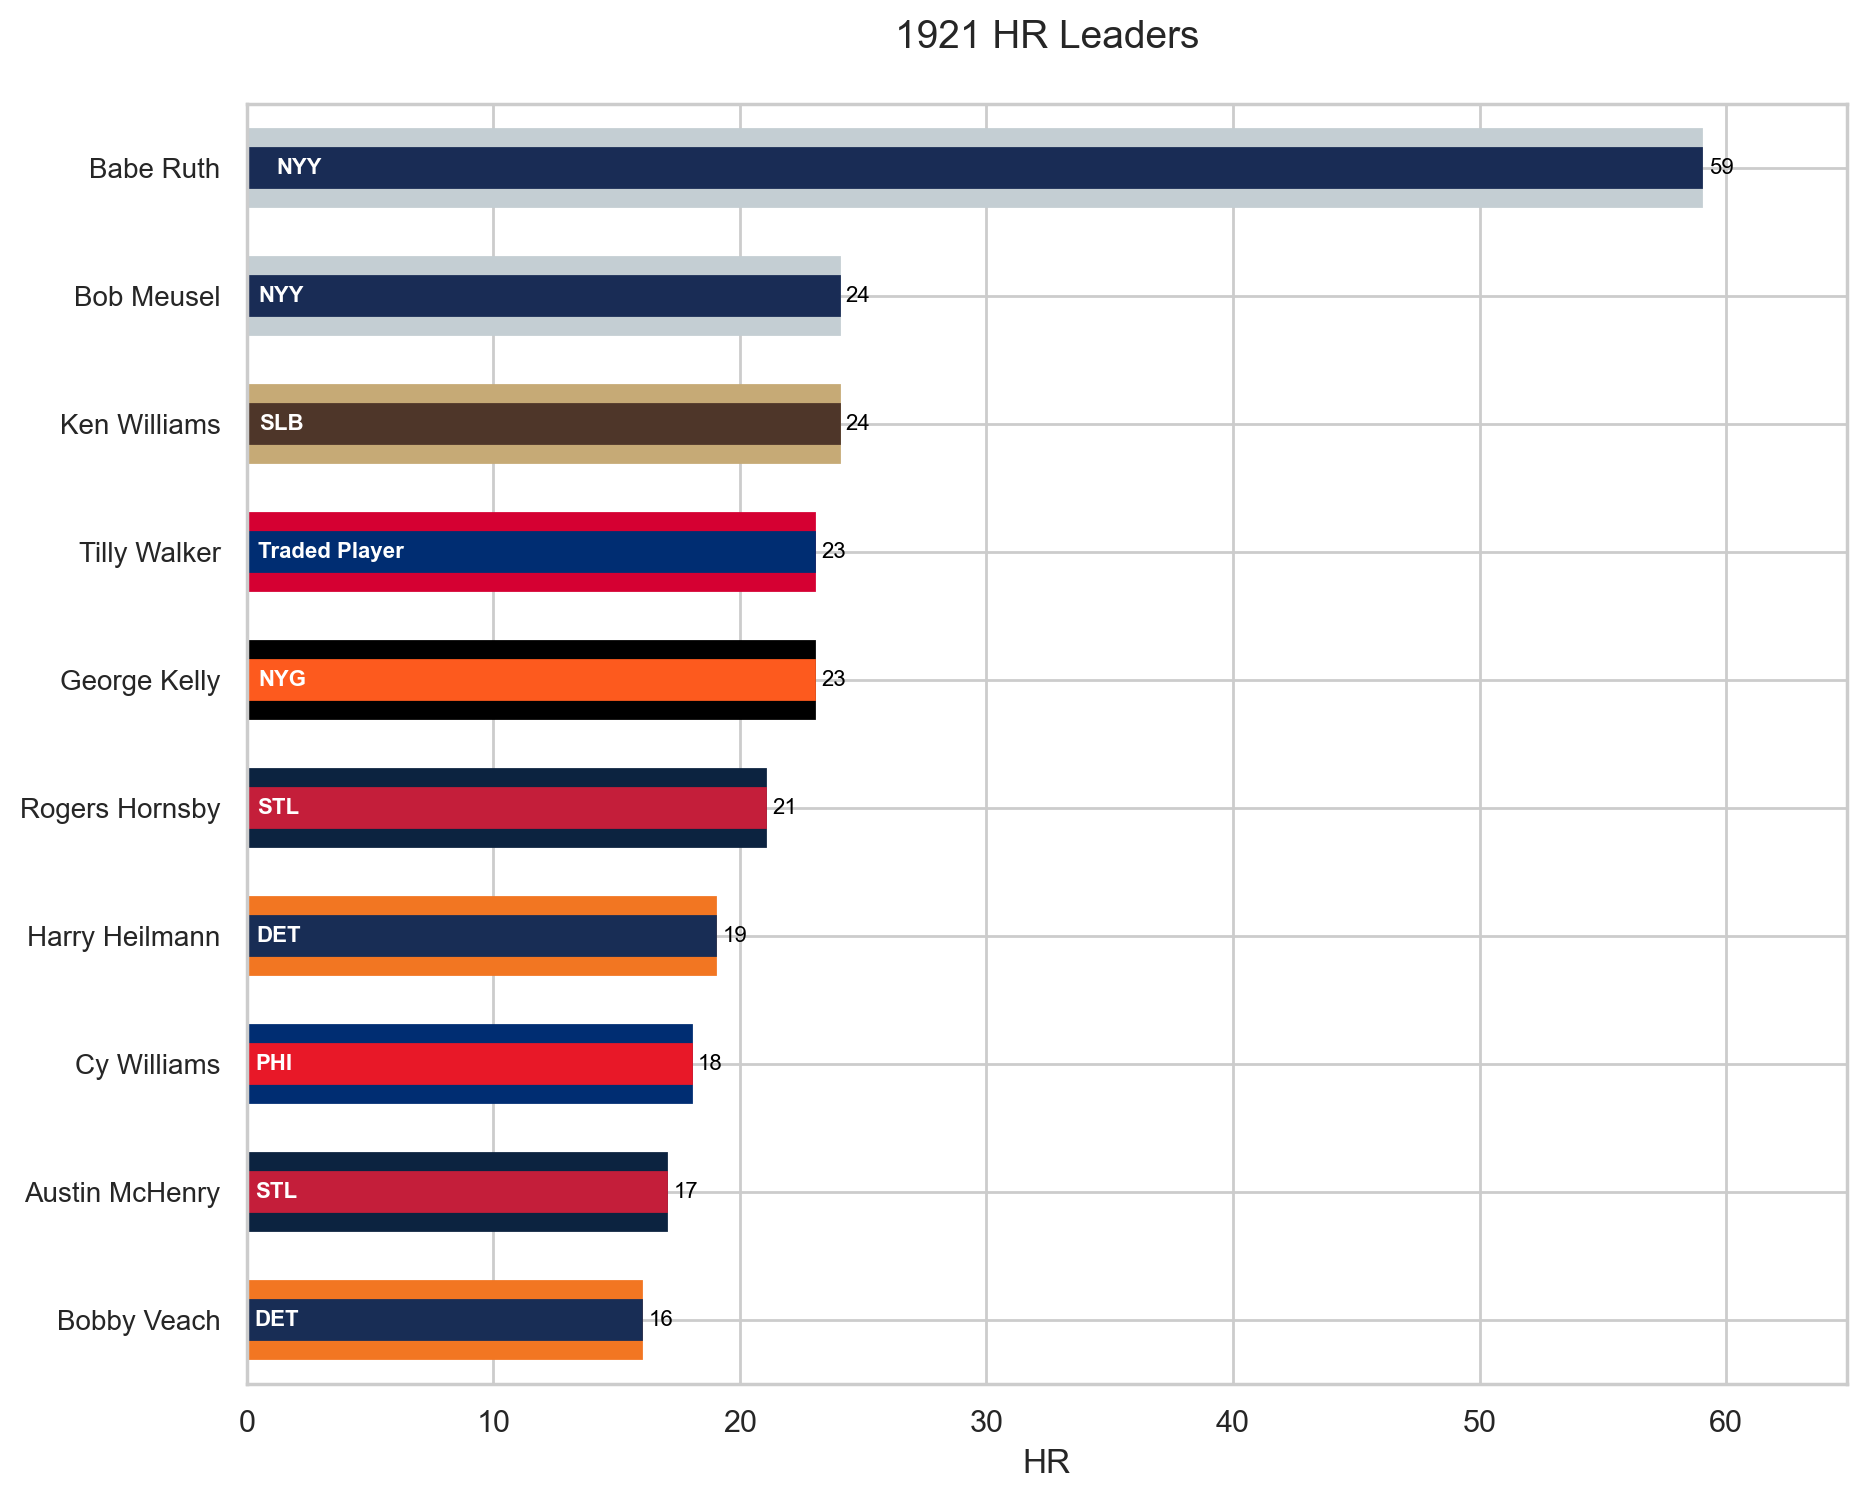 1921 HR Leaders
Babe Ruth NYY 59
Bob Meusel NYY 24
Ken Williams SLB 24
Tilly Walker Traded Player 23
George Kelly NYG 23
Rogers Hornsby STL 21
Harry Heilmann DET 19
Cy Williams PHI 18
Austin McHenry STL 17
Bobby Veach DET 16
0 10 20 30 40 50 60
HR